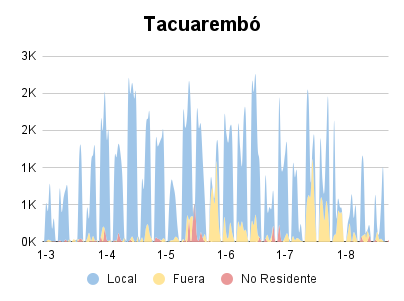 Tacuarembó
3K
2K
2K
1K
1K
0K
1-3 1-4 1-5 1-6 1-7 1-8
Local Fuera No Residente